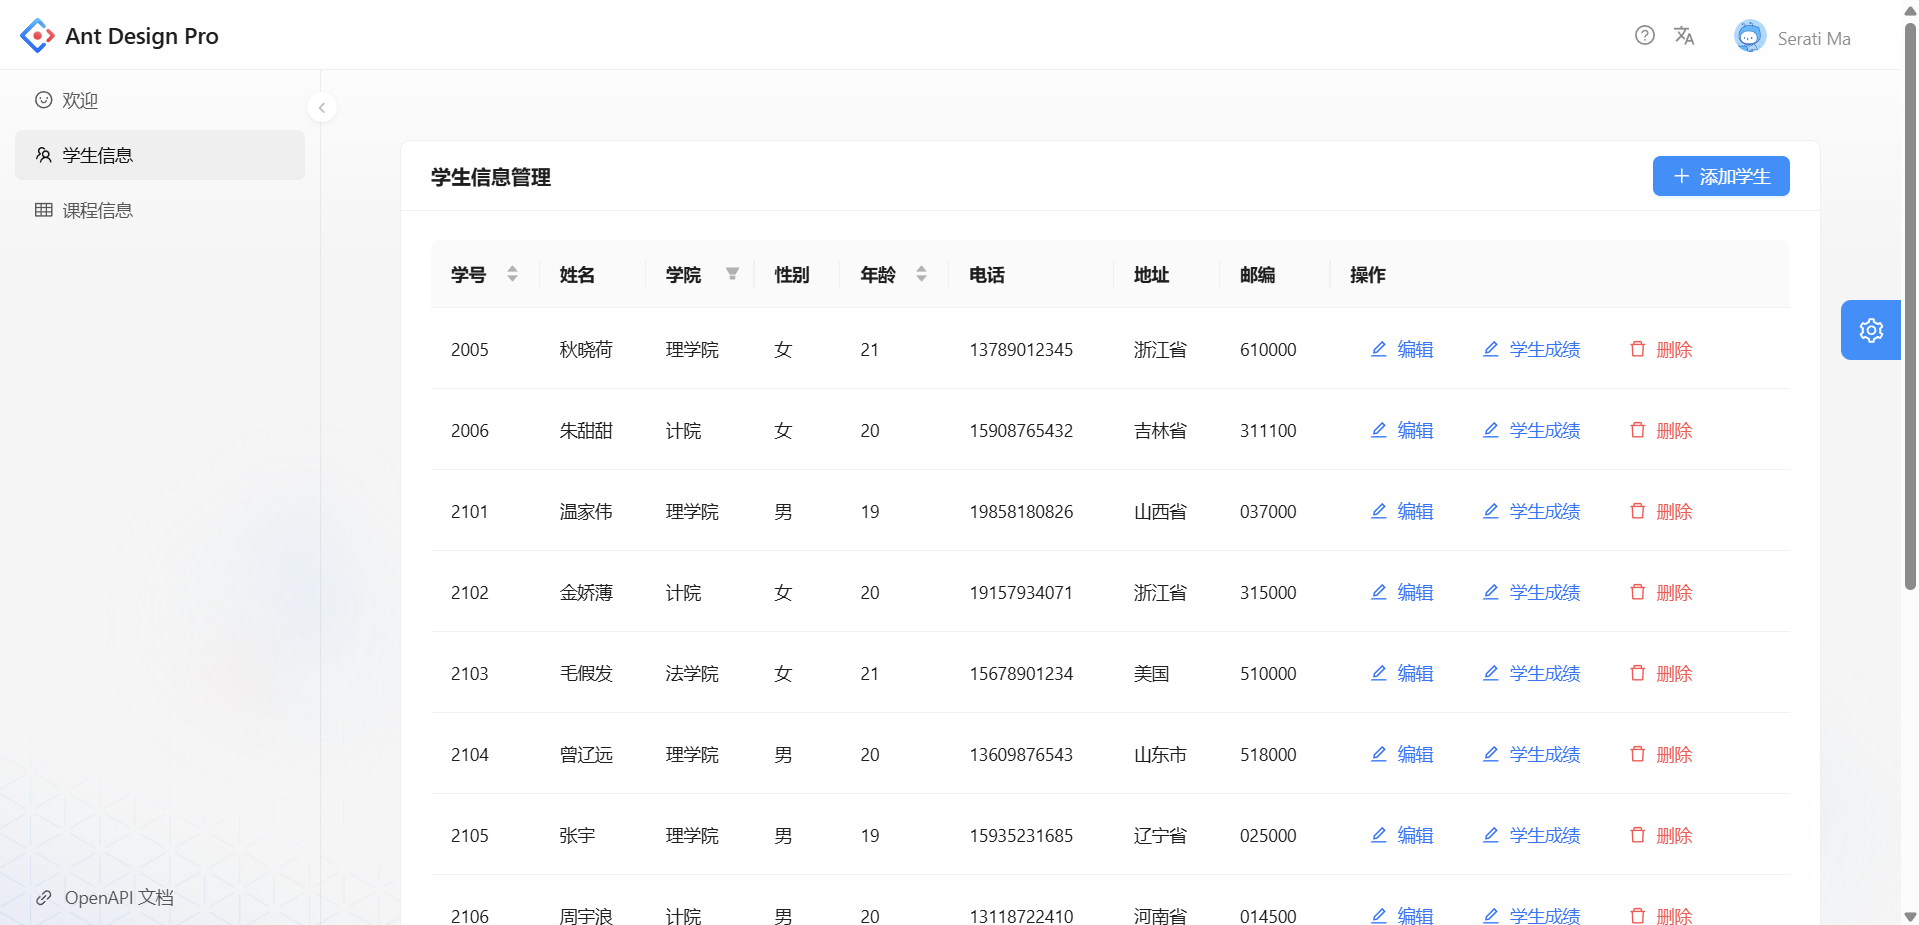 Ant Design Pro
Serati Ma
欢迎
学生信息
课程信息
学生信息管理
添加学生
学号 姓名 学院 性别 年龄 电话 地址 邮编 操作
2005 秋晓荷 理学院 女 21 13789012345 浙江省 610000 编辑 学生成绩 删除
2006 朱甜甜 计院 女 20 15908765432 吉林省 311100 编辑 学生成绩 删除
2101 温家伟 理学院 男 19 19858180826 山西省 037000 编辑 学生成绩 删除
2102 金娇薄 计院 女 20 19157934071 浙江省 315000 编辑 学生成绩 删除
2103 毛假发 法学院 女 21 15678901234 美国 510000 编辑 学生成绩 删除
2104 曾辽远 理学院 男 20 13609876543 山东市 518000 编辑 学生成绩 删除
2105 张宇 理学院 男 19 15935231685 辽宁省 025000 编辑 学生成绩 删除
2106 周宇浪 计院 男 20 13118722410 河南省 014500 编辑 学生成绩 删除
OpenAPI 文档